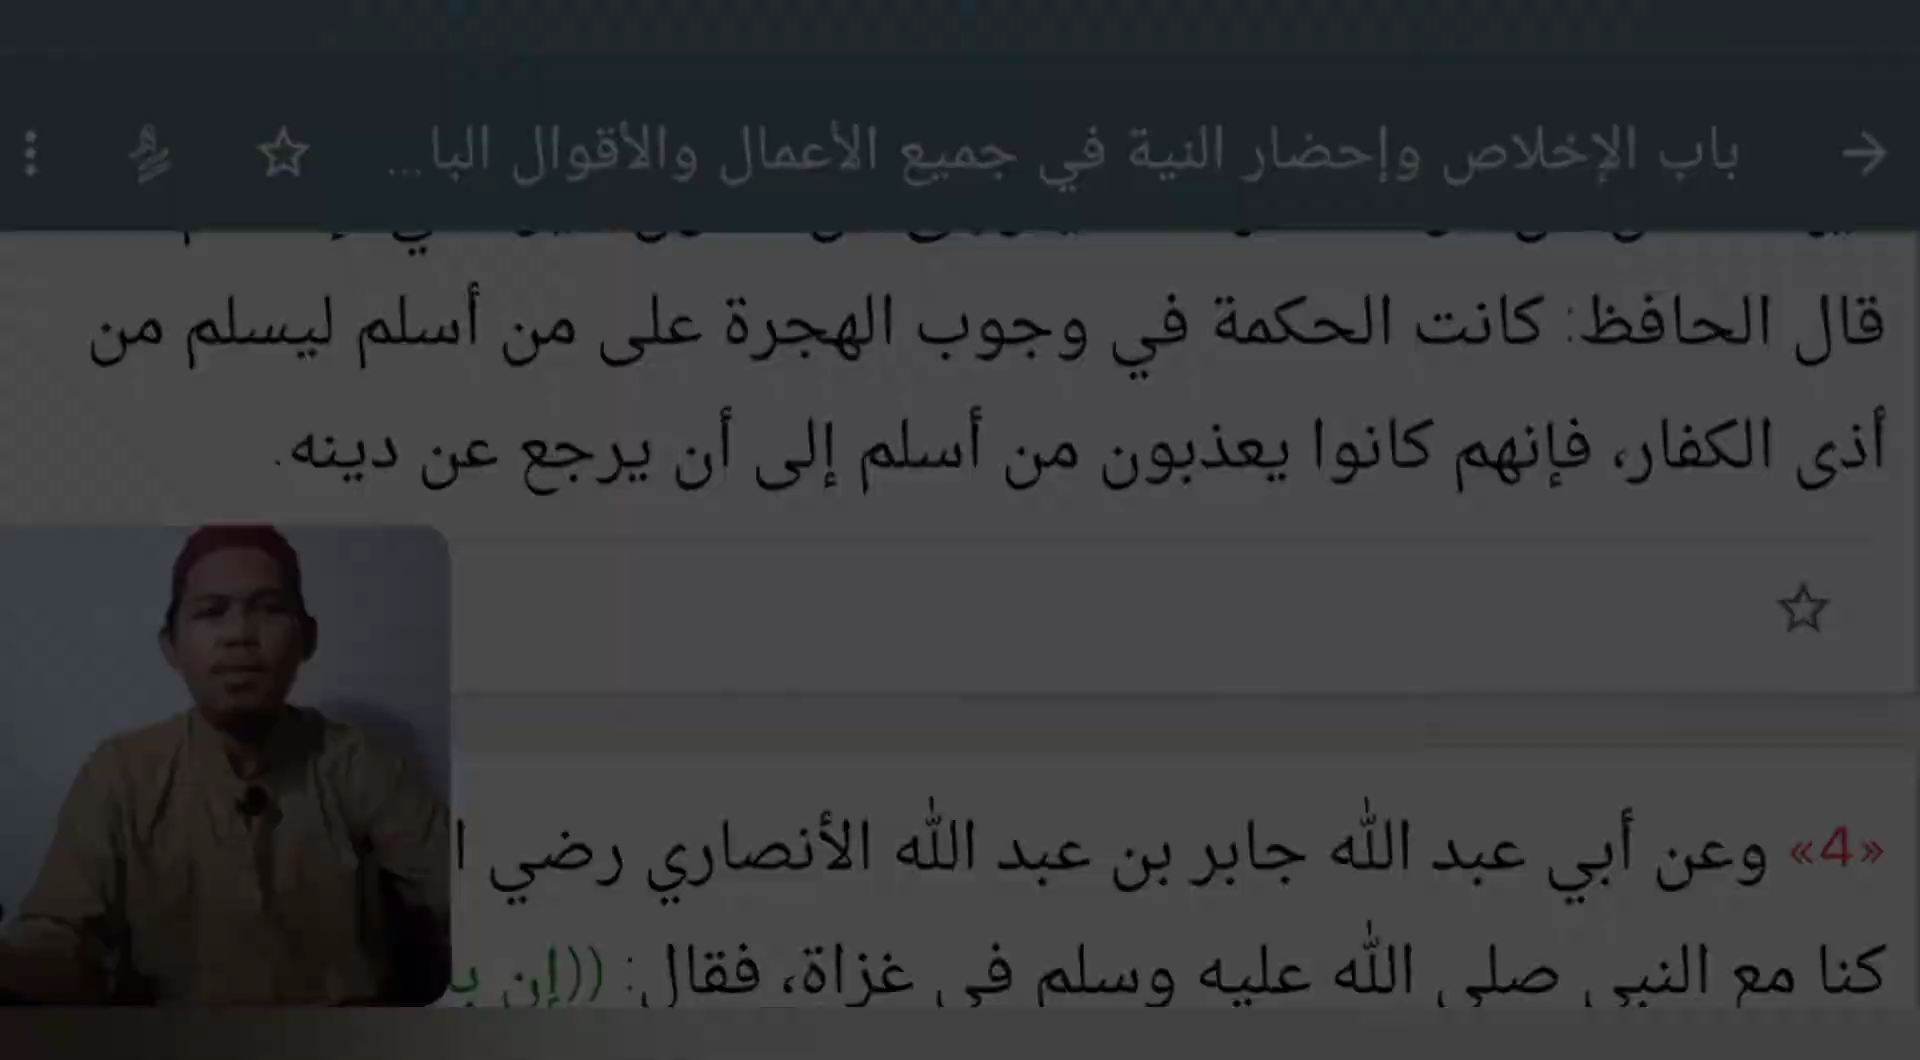 باب الإخلاص وإحضار النية في جميع الأعمال والأقوال البا...
قال الحافظ: كانت الحكمة في وجوب الهجرة على من أسلم ليسلم من
أذى الكفار، فإنهم كانوا يعذبون من أسلم إلى أن يرجع عن دينه.
«4» وعن أبي عبد الله جابر بن عبد الله الأنصاري رضي ا
كنا مع النبي صلى الله عليه وسلم في غزاة، فقال: ((إن بـ